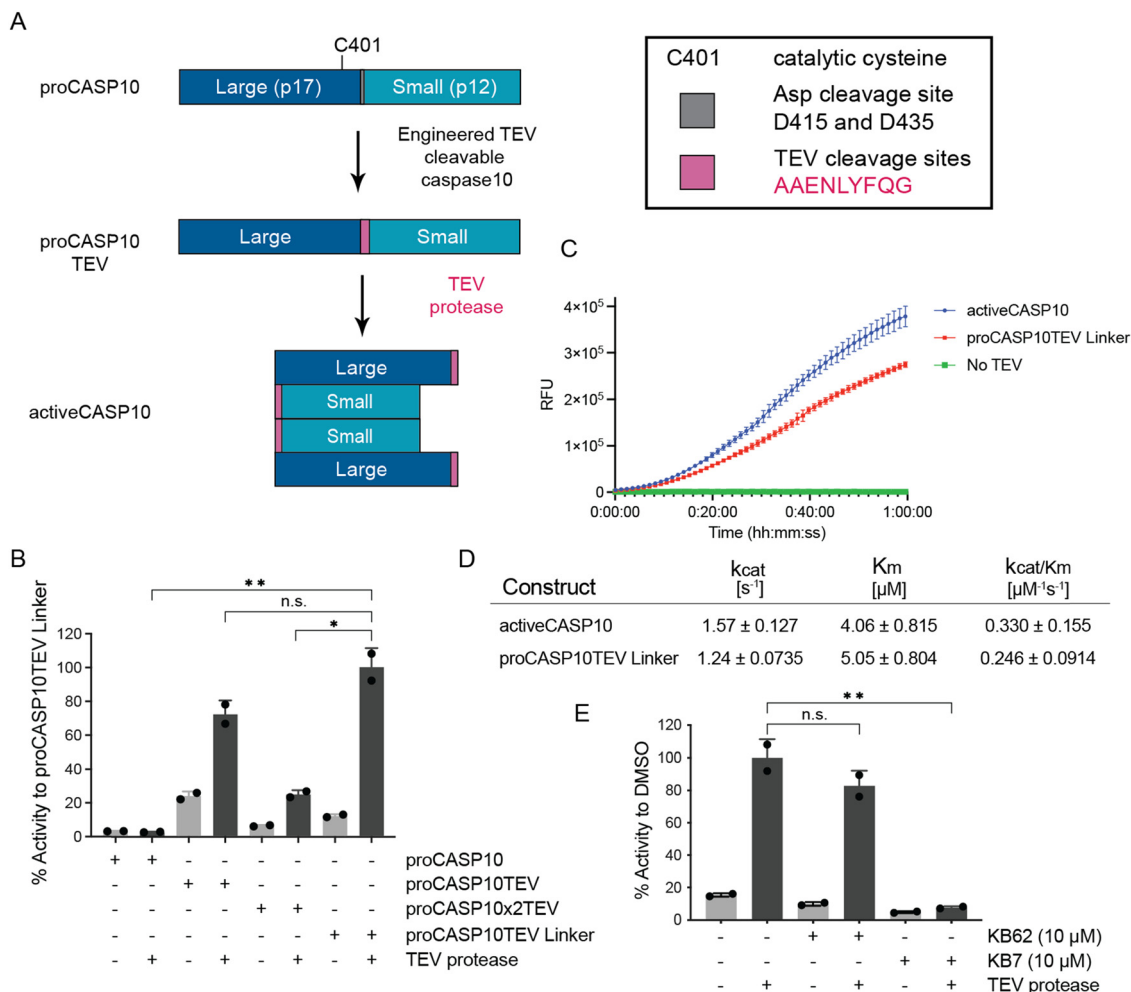 A
C401
proCASP10
Large (p17)
Small (p12)
Engineered TEV
cleavable
caspase10
proCASP10
TEV
Large
Small
TEV
protease
activeCASP10
Large
Small
Small
Large
C401
catalytic cysteine
Asp cleavage site
D415 and D435
TEV cleavage sites
AAENLYFQG
C
RFU
4×10⁵
3×10⁵
2×10⁵
1×10⁵
0
0:00:00
0:20:00
0:40:00
1:00:00
Time (hh:mm:ss)
activeCASP10
proCASP10TEV Linker
No TEV
B
% Activity to proCASP10TEV Linker
120
100
80
60
40
20
0
**
n.s.
*
+ + - - - - - - proCASP10
- - + + - - - - proCASP10TEV
- - - - + + - - proCASP10x2TEV
- - - - - - + + proCASP10TEV Linker
- + - + - + - + TEV protease
D
Construct kcat [s⁻¹] Km [µM] kcat/Km [µM⁻¹s⁻¹]
activeCASP10 1.57 ± 0.127 4.06 ± 0.815 0.330 ± 0.155
proCASP10TEV Linker 1.24 ± 0.0735 5.05 ± 0.804 0.246 ± 0.0914
E
% Activity to DMSO
120
100
80
60
40
20
0
**
n.s.
- - + + - - KB62 (10 µM)
- - - - + + KB7 (10 µM)
- + - + - + TEV protease